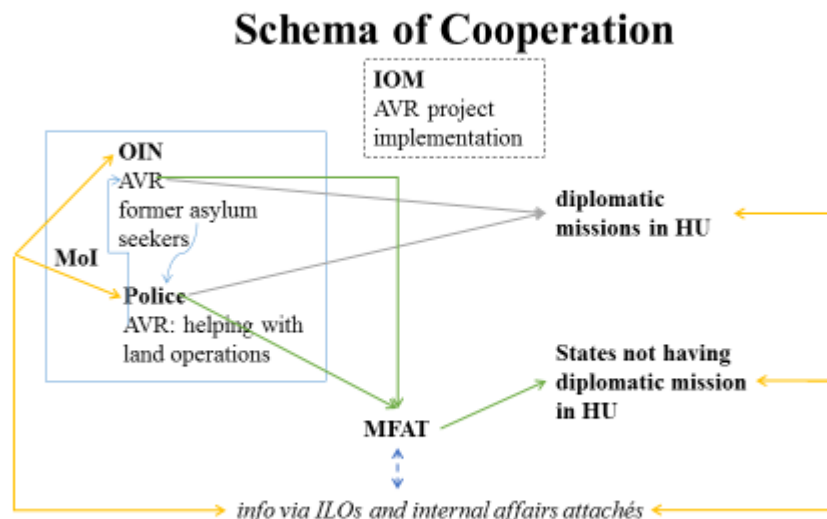 Schema of Cooperation
IOM
AVR project
implementation
OIN
AVR
former asylum
seekers
MoI
Police
AVR: helping with
land operations
diplomatic
missions in HU
States not having
diplomatic mission
in HU
MFAT
info via ILOs and internal affairs attachés